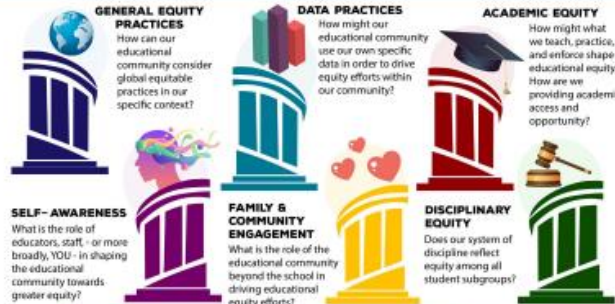 GENERAL EQUITY
PRACTICES
How can our
educational
community consider
global equitable
practices in our
specific context?
DATA PRACTICES
How might our
educational community
use our own specific
data in order to drive
equity efforts within
our community?
ACADEMIC EQUITY
How might what
we teach, practice,
and enforce shape
educational equity
How are we
providing academi
access and
opportunity?
SELF- AWARENESS
What is the role of
educators, staff, - or more
broadly, YOU - in shaping
the educational
community towards
greater equity?
FAMILY &
COMMUNITY
ENGAGEMENT
What is the role of the
educational community
beyond the school in
driving educational
equity efforts?
DISCIPLINARY
EQUITY
Does our system of
discipline reflect
equity among all
student subgroups?